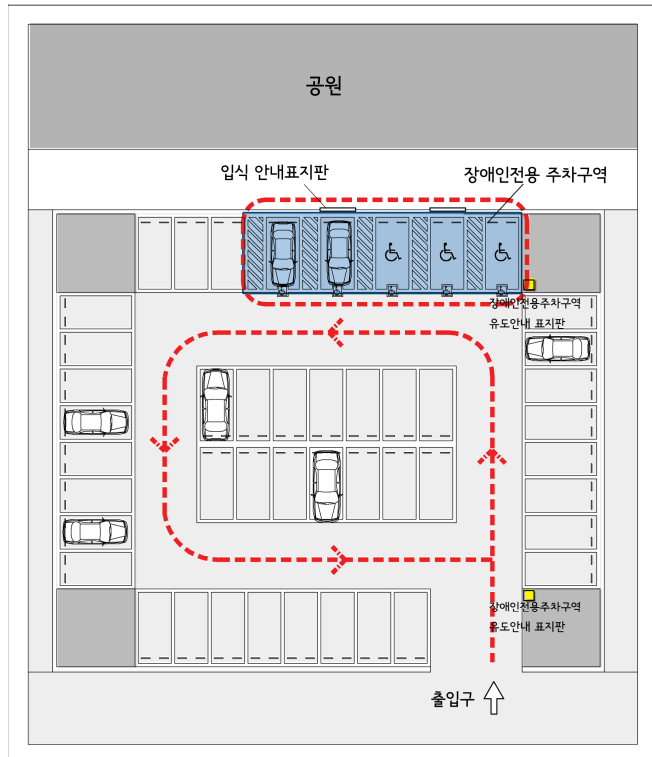 공원
입식 안내표지판
장애인전용 주차구역
장애인전용주차구역
유도안내 표지판
장애인전용주차구역
유도안내 표지판
출입구